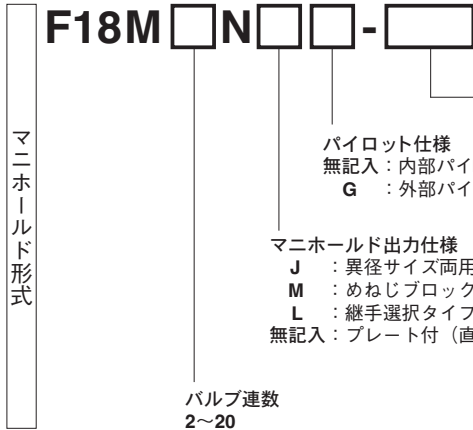 F18M□N□□-□
マニホールド形式
パイロット仕様
無記入：内部パイ
G ：外部パイ
マニホールド出力仕様
J ：異径サイズ両用
M ：めねじブロック
L ：継手選択タイプ
無記入：プレート付（直
バルブ連数
2～20